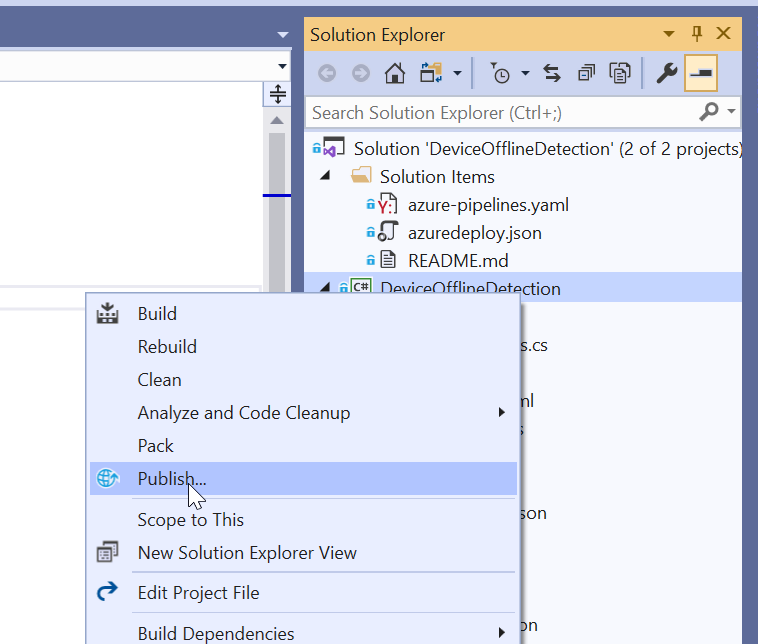 Solution Explorer
Search Solution Explorer (Ctrl+;)
Solution 'DeviceOfflineDetection' (2 of 2 projects)
Solution Items
azure-pipelines.yaml
azuredeploy.json
README.md
C# DeviceOfflineDetection
Build
Rebuild
s.cs
Clean
Analyze and Code Cleanup
Pack
Publish...
Scope to This
son
New Solution Explorer View
Edit Project File
Build Dependencies
on